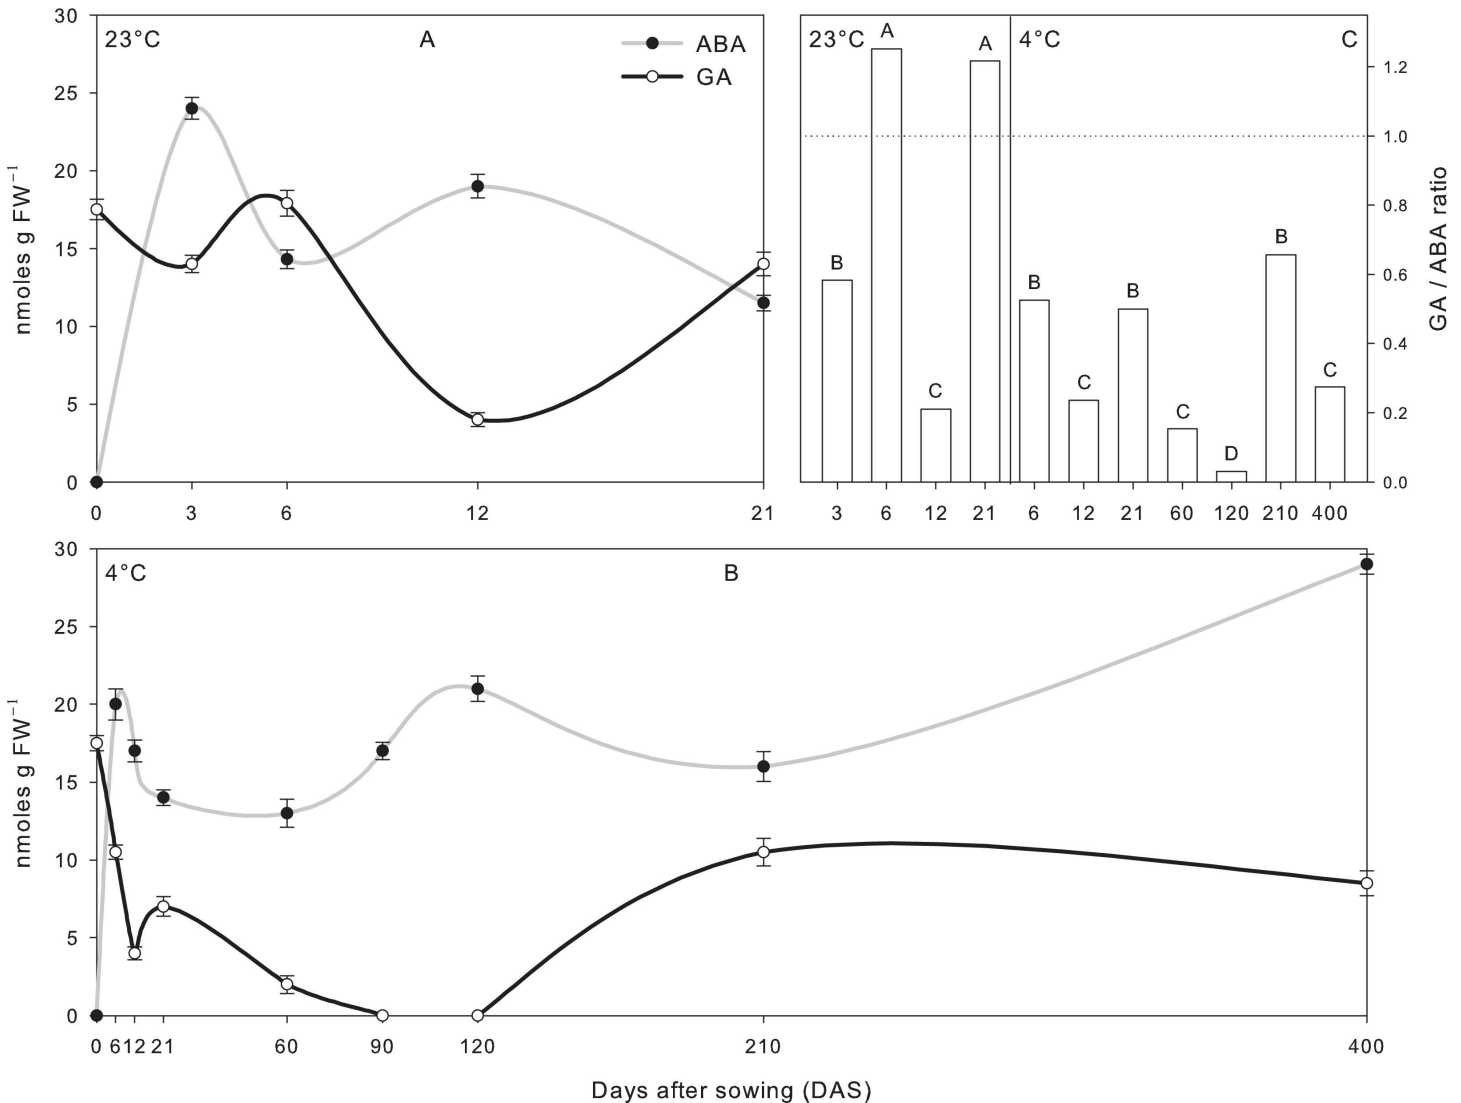 30
23°C
A
ABA
GA
25
20
15
10
5
0
nmoles g FW⁻¹
0 3 6 12 21
23°C
A
A
4°C
C
B
C
B
C
B
C
D
B
C
1.2
1.0
0.8
0.6
0.4
0.2
0.0
GA / ABA ratio
3 6 12 21 6 12 21 60 120 210 400
30
4°C
B
25
20
15
10
5
0
nmoles g FW⁻¹
0 6 12 21 60 90 120 210 400
Days after sowing (DAS)